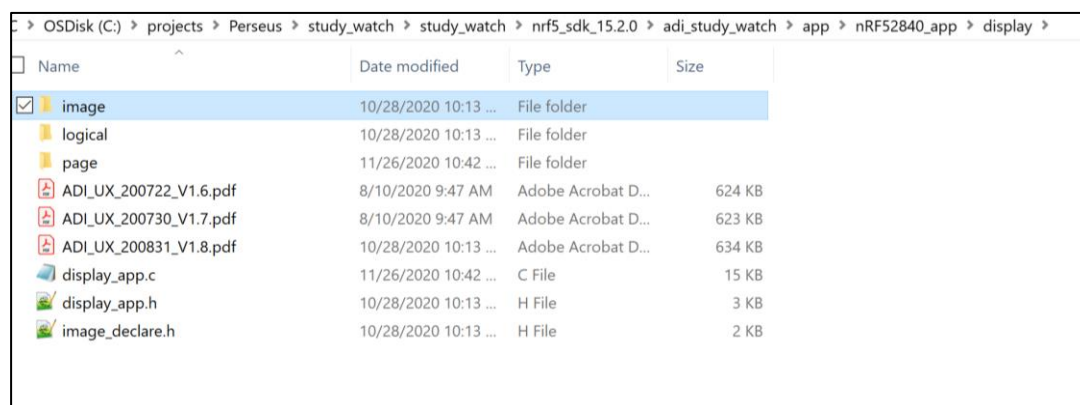 C > OSDisk (C:) > projects > Perseus > study_watch > study_watch > nrf5_sdk_15.2.0 > adi_study_watch > app > nRF52840_app > display >
Name Date modified Type Size
image 10/28/2020 10:13 ... File folder
logical 10/28/2020 10:13 ... File folder
page 11/26/2020 10:42 ... File folder
ADI_UX_200722_V1.6.pdf 8/10/2020 9:47 AM Adobe Acrobat D... 624 KB
ADI_UX_200730_V1.7.pdf 8/10/2020 9:47 AM Adobe Acrobat D... 623 KB
ADI_UX_200831_V1.8.pdf 10/28/2020 10:13 ... Adobe Acrobat D... 634 KB
display_app.c 11/26/2020 10:42 ... C File 15 KB
display_app.h 10/28/2020 10:13 ... H File 3 KB
image_declare.h 10/28/2020 10:13 ... H File 2 KB